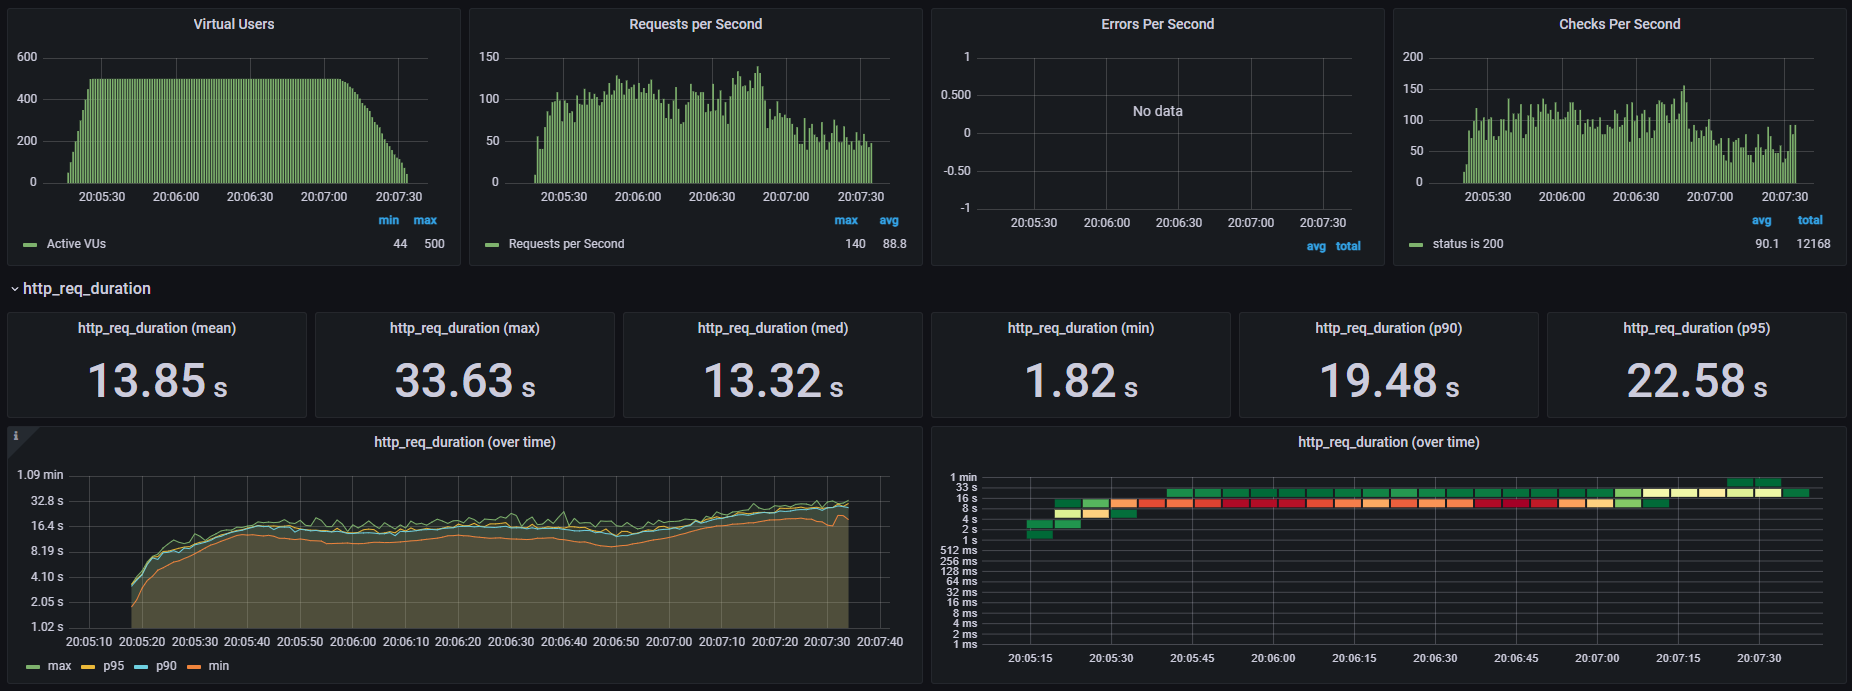 Virtual Users
600
400
200
0
20:05:30 20:06:00 20:06:30 20:07:00 20:07:30
min max
Active VUs 44 500
Requests per Second
150
100
50
0
20:05:30 20:06:00 20:06:30 20:07:00 20:07:30
max avg
Requests per Second 140 88.8
Errors Per Second
1
0.500
0
-0.50
-1
No data
20:05:30 20:06:00 20:06:30 20:07:00 20:07:30
avg total
Checks Per Second
200
150
100
50
0
20:05:30 20:06:00 20:06:30 20:07:00 20:07:30
avg total
status is 200 90.1 12168
http_req_duration
http_req_duration (mean)
13.85 s
http_req_duration (max)
33.63 s
http_req_duration (med)
13.32 s
http_req_duration (min)
1.82 s
http_req_duration (p90)
19.48 s
http_req_duration (p95)
22.58 s
i
http_req_duration (over time)
1.09 min
32.8 s
16.4 s
8.19 s
4.10 s
2.05 s
1.02 s
20:05:10 20:05:20 20:05:30 20:05:40 20:05:50 20:06:00 20:06:10 20:06:20 20:06:30 20:06:40 20:06:50 20:07:00 20:07:10 20:07:20 20:07:30 20:07:40
max p95 p90 min
http_req_duration (over time)
1 min
33 s
16 s
8 s
4 s
2 s
1 s
512 ms
256 ms
128 ms
64 ms
32 ms
16 ms
8 ms
4 ms
2 ms
1 ms
20:05:15 20:05:30 20:05:45 20:06:00 20:06:15 20:06:30 20:06:45 20:07:00 20:07:15 20:07:30